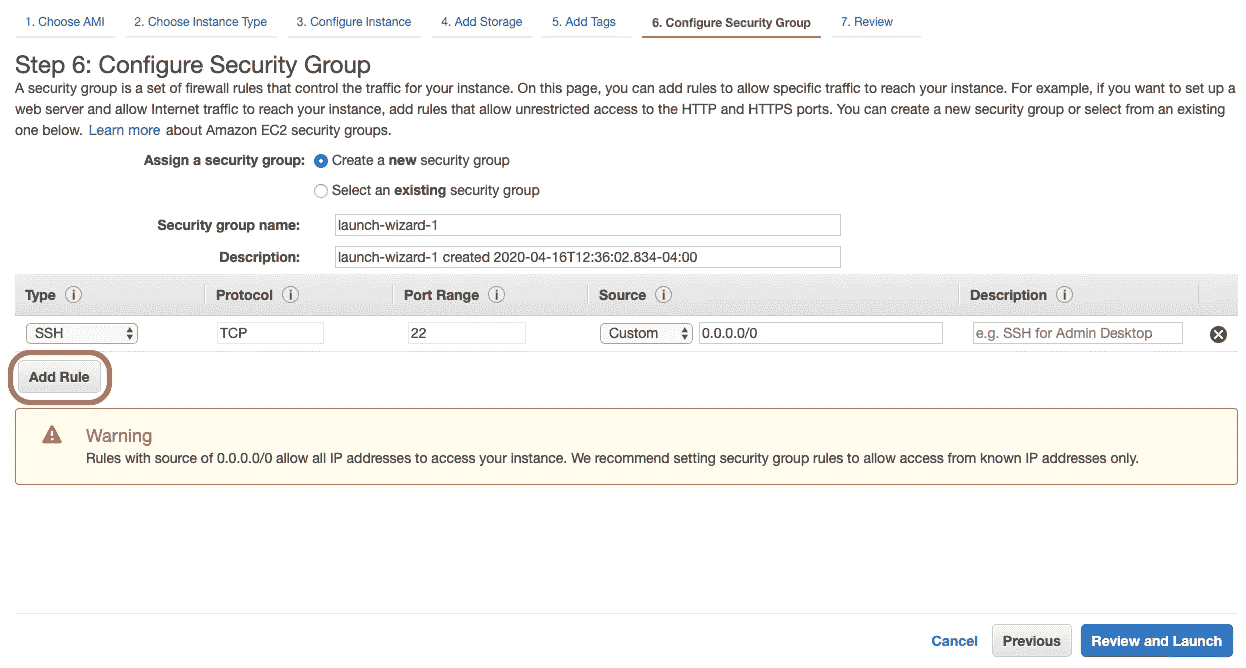 1. Choose AMI 2. Choose Instance Type 3. Configure Instance 4. Add Storage 5. Add Tags 6. Configure Security Group 7. Review
Step 6: Configure Security Group
A security group is a set of firewall rules that control the traffic for your instance. On this page, you can add rules to allow specific traffic to reach your instance. For example, if you want to set up a
web server and allow Internet traffic to reach your instance, add rules that allow unrestricted access to the HTTP and HTTPS ports. You can create a new security group or select from an existing
one below. Learn more about Amazon EC2 security groups.
Assign a security group: Create a new security group
Select an existing security group
Security group name: launch-wizard-1
Description: launch-wizard-1 created 2020-04-16T12:36:02.834-04:00
Type i Protocol i Port Range i Source i Description i
SSH TCP 22 Custom 0.0.0.0/0 e.g. SSH for Admin Desktop
Add Rule
Warning
Rules with source of 0.0.0.0/0 allow all IP addresses to access your instance. We recommend setting security group rules to allow access from known IP addresses only.
Cancel Previous Review and Launch